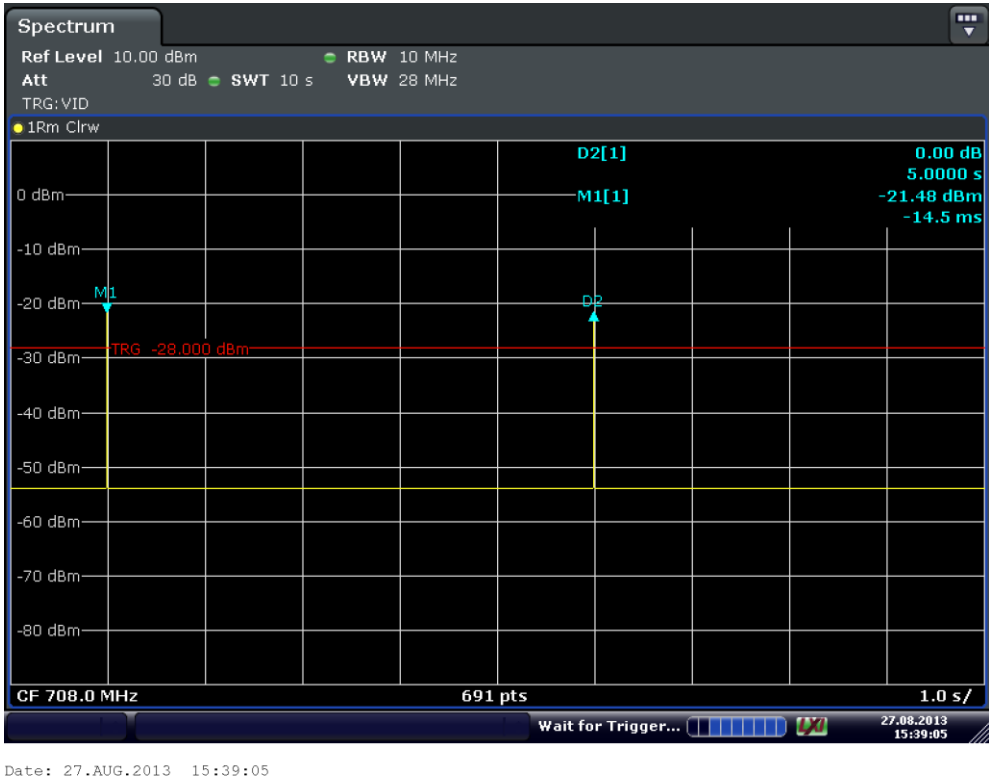 Spectrum
Ref Level 10.00 dBm RBW 10 MHz
Att 30 dB SWT 10 s VBW 28 MHz
TRG:VID
1Rm Clrw
D2[1] 0.00 dB
5.0000 s
0 dBm M1[1] -21.48 dBm
-14.5 ms
-10 dBm
M1
D2
-20 dBm
TRG -28.000 dBm
-30 dBm
-40 dBm
-50 dBm
-60 dBm
-70 dBm
-80 dBm
CF 708.0 MHz 691 pts 1.0 s/
Wait for Trigger... LXI 27.08.2013
15:39:05
Date: 27.AUG.2013 15:39:05